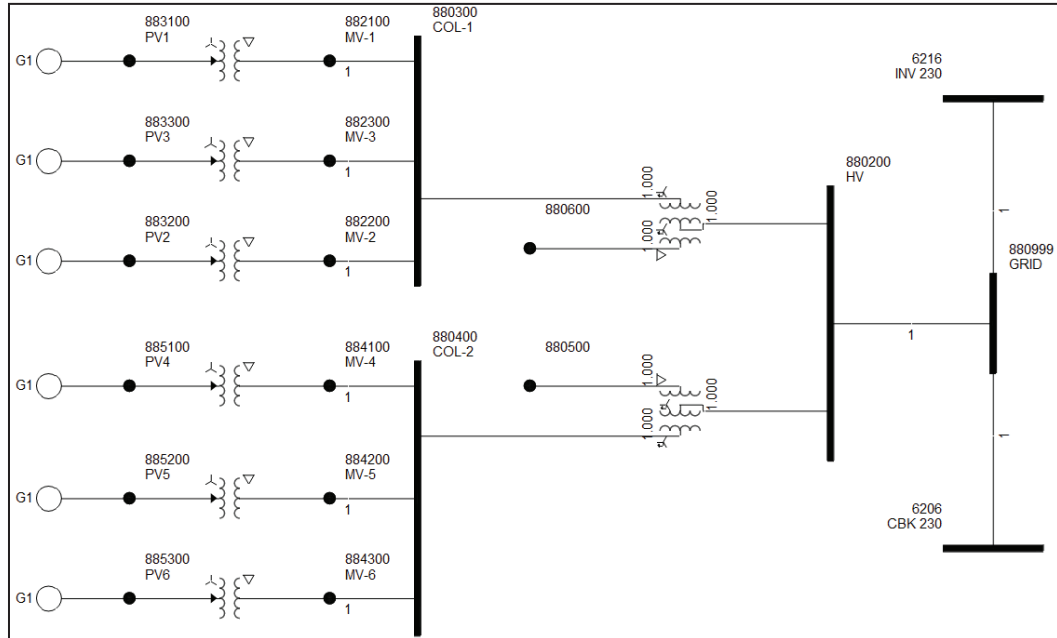 883100
PV1
882100
MV-1
880300
COL-1
G1
1
883300
PV3
882300
MV-3
G1
1
883200
PV2
882200
MV-2
G1
1
880600
1.000
1.000
1.000
880200
HV
6216
INV 230
1
880999
GRID
1
885100
PV4
884100
MV-4
880400
COL-2
G1
1
880500
1.000
1.000
1.000
885200
PV5
884200
MV-5
G1
1
1
6206
CBK 230
885300
PV6
884300
MV-6
G1
1